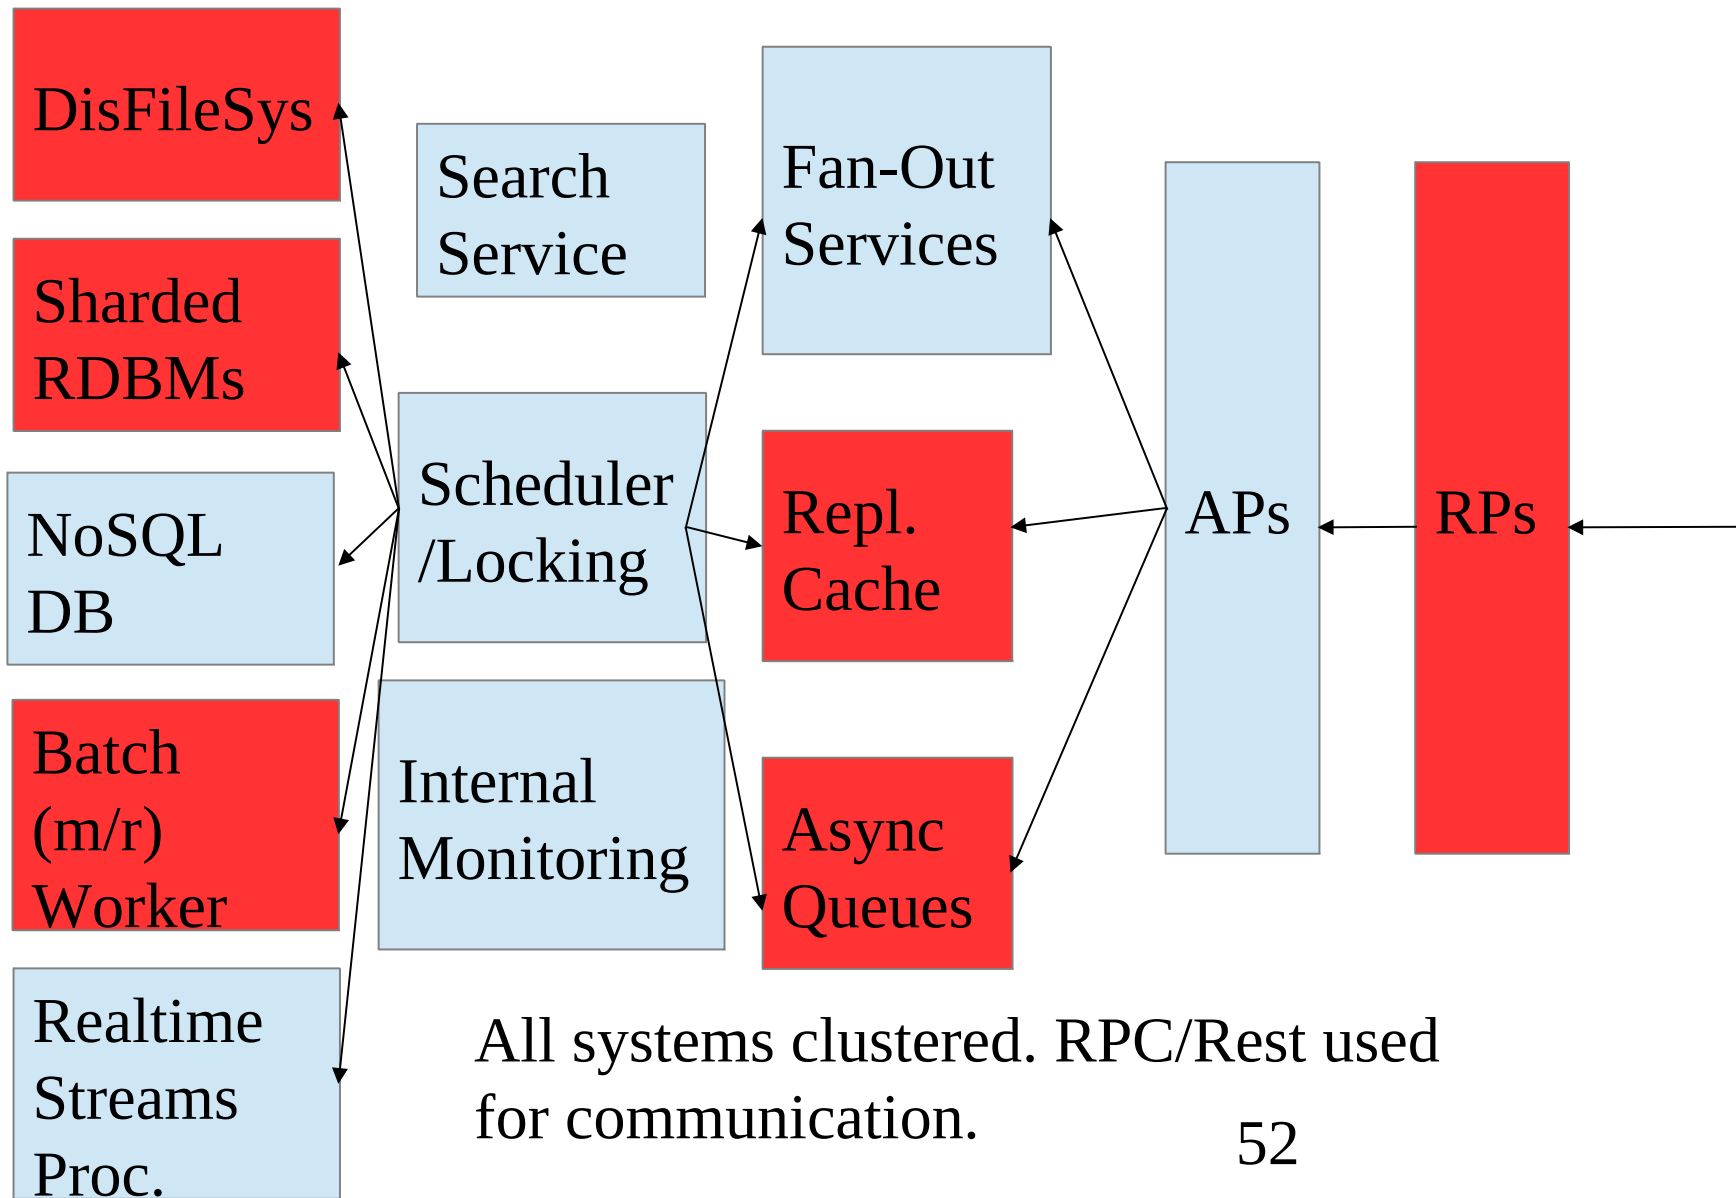 DisFileSys
Sharded
RDBMs
NoSQL
DB
Batch
(m/r)
Worker
Realtime
Streams
Proc.
Search
Service
Scheduler
/Locking
Internal
Monitoring
Fan-Out
Services
Repl.
Cache
Async
Queues
APs
RPs
All systems clustered. RPC/Rest used
for communication.
52